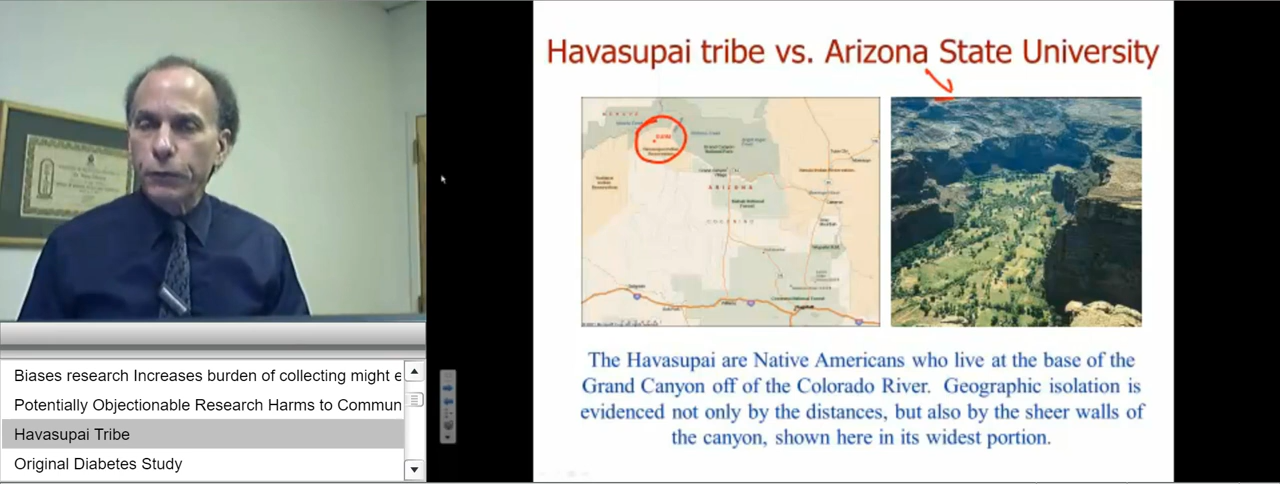 Havasupai tribe vs. Arizona State University
ARIZONA
COCONINO
The Havasupai are Native Americans who live at the base of the
Grand Canyon off of the Colorado River. Geographic isolation is
evidenced not only by the distances, but also by the sheer walls of
the canyon, shown here in its widest portion.
Biases research Increases burden of collecting might e
Potentially Objectionable Research Harms to Commun
Havasupai Tribe
Original Diabetes Study